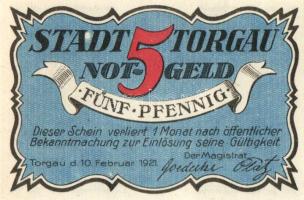 STADT 5 TORGAU
NOT-GELD
·FÜNF·PFENNIG·
Dieser Schein verliert 1 Monat nach öffentlicher
Bekanntmachung zur Einlösung seine Gültigkeit.
Der Magistrat
Torgau d. 10. Februar 1921.